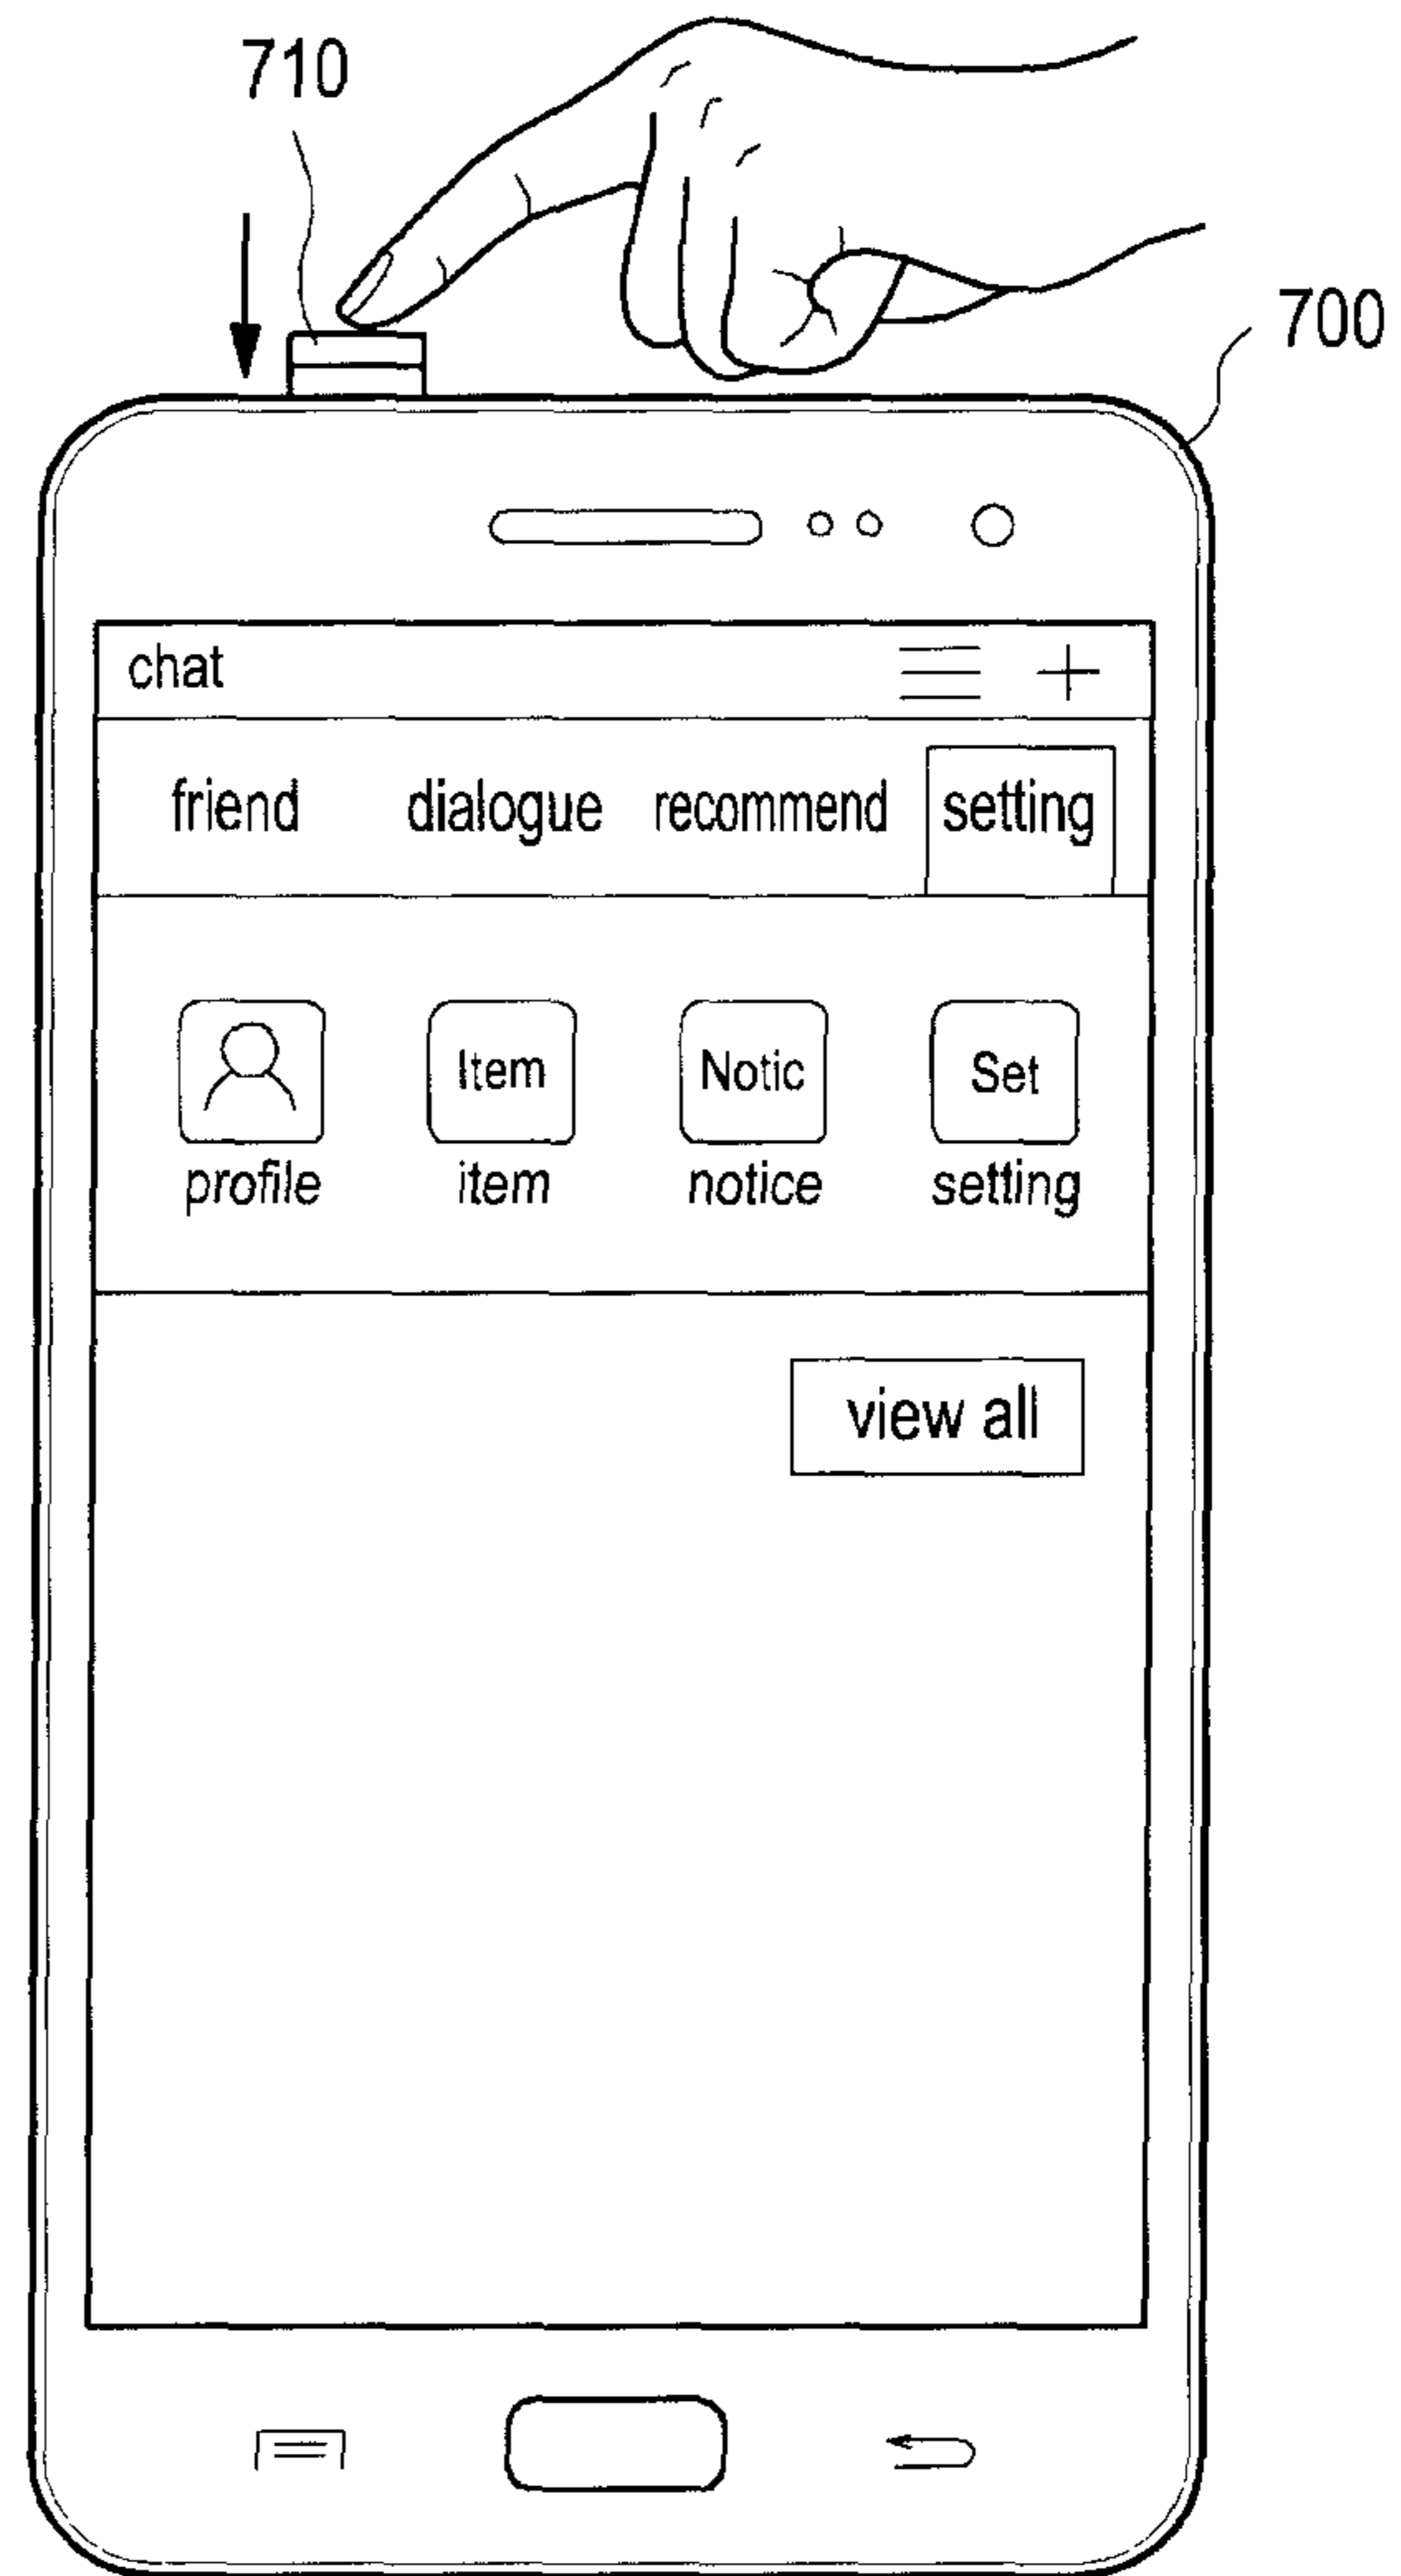 710
700
chat
friend dialogue recommend setting
Item Notic Set
profile item notice setting
view all